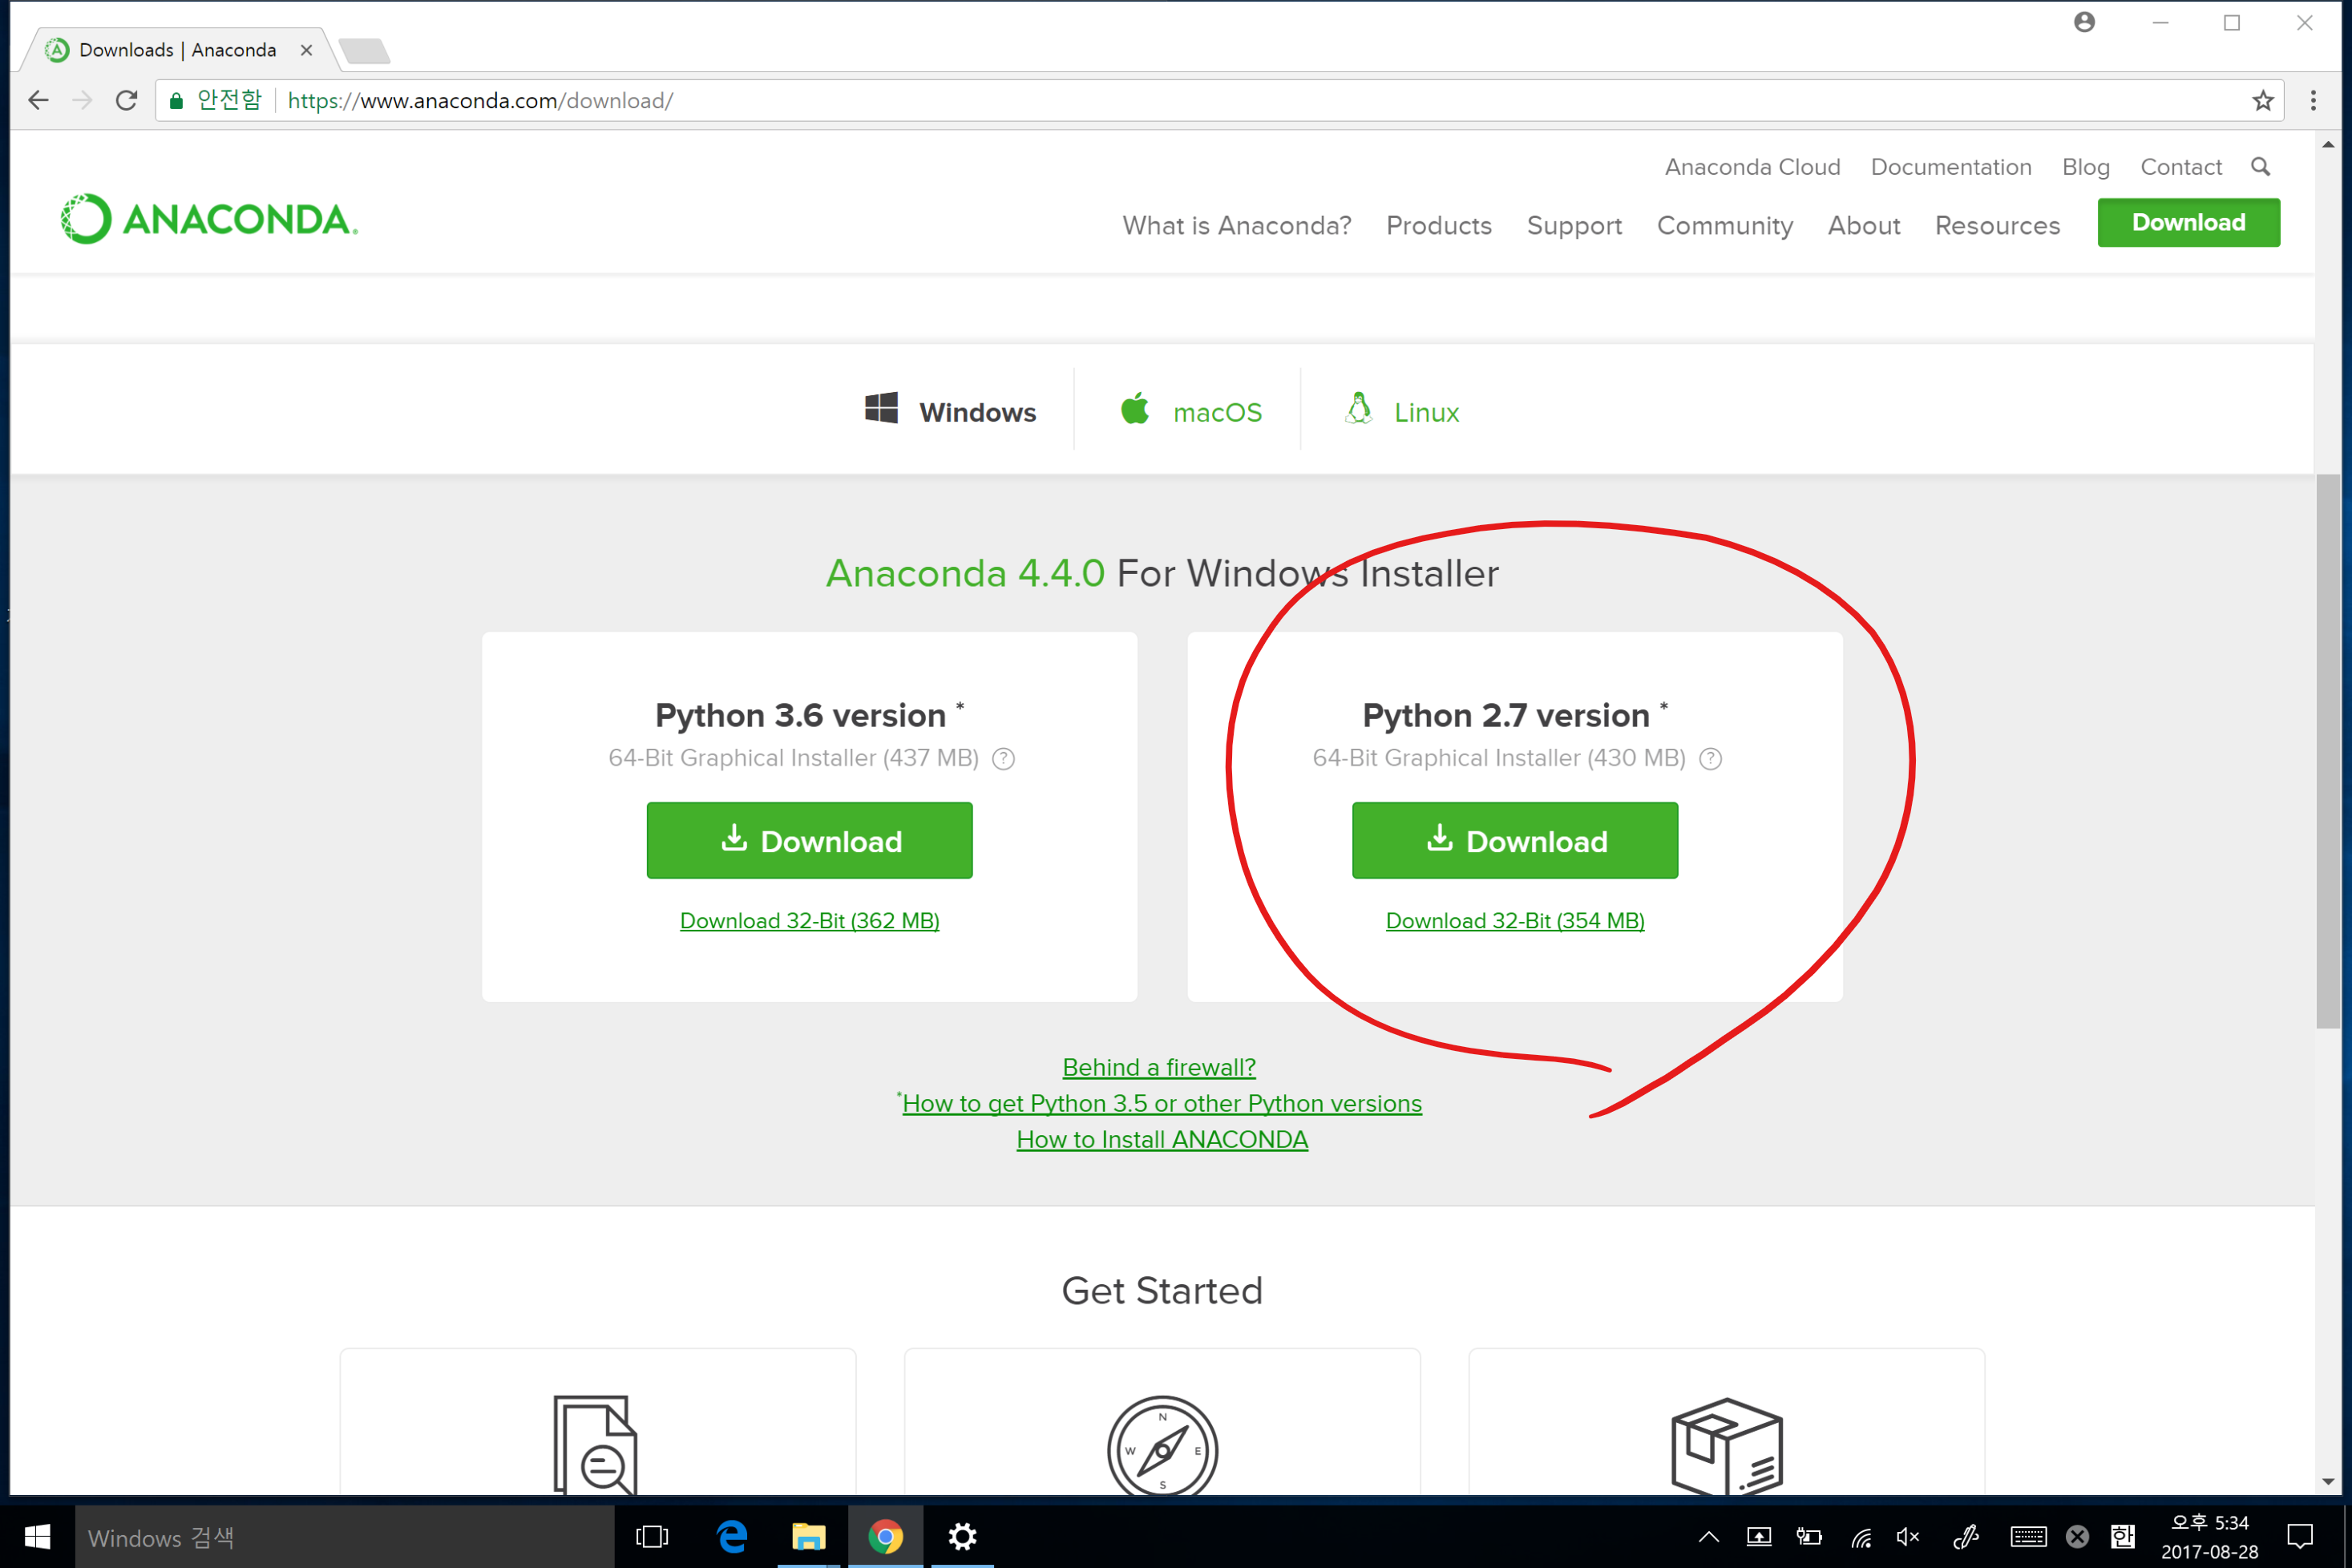 Downloads | Anaconda
안전함 https://www.anaconda.com/download/
Anaconda Cloud Documentation Blog Contact
ANACONDA.
What is Anaconda? Products Support Community About Resources Download
Windows macOS Linux
Anaconda 4.4.0 For Windows Installer
Python 3.6 version *
64-Bit Graphical Installer (437 MB) ?
Download
Download 32-Bit (362 MB)
Python 2.7 version *
64-Bit Graphical Installer (430 MB) ?
Download
Download 32-Bit (354 MB)
Behind a firewall?
*How to get Python 3.5 or other Python versions
How to Install ANACONDA
Get Started
N
W E
S
Windows 검색
한
오후 5:34
2017-08-28